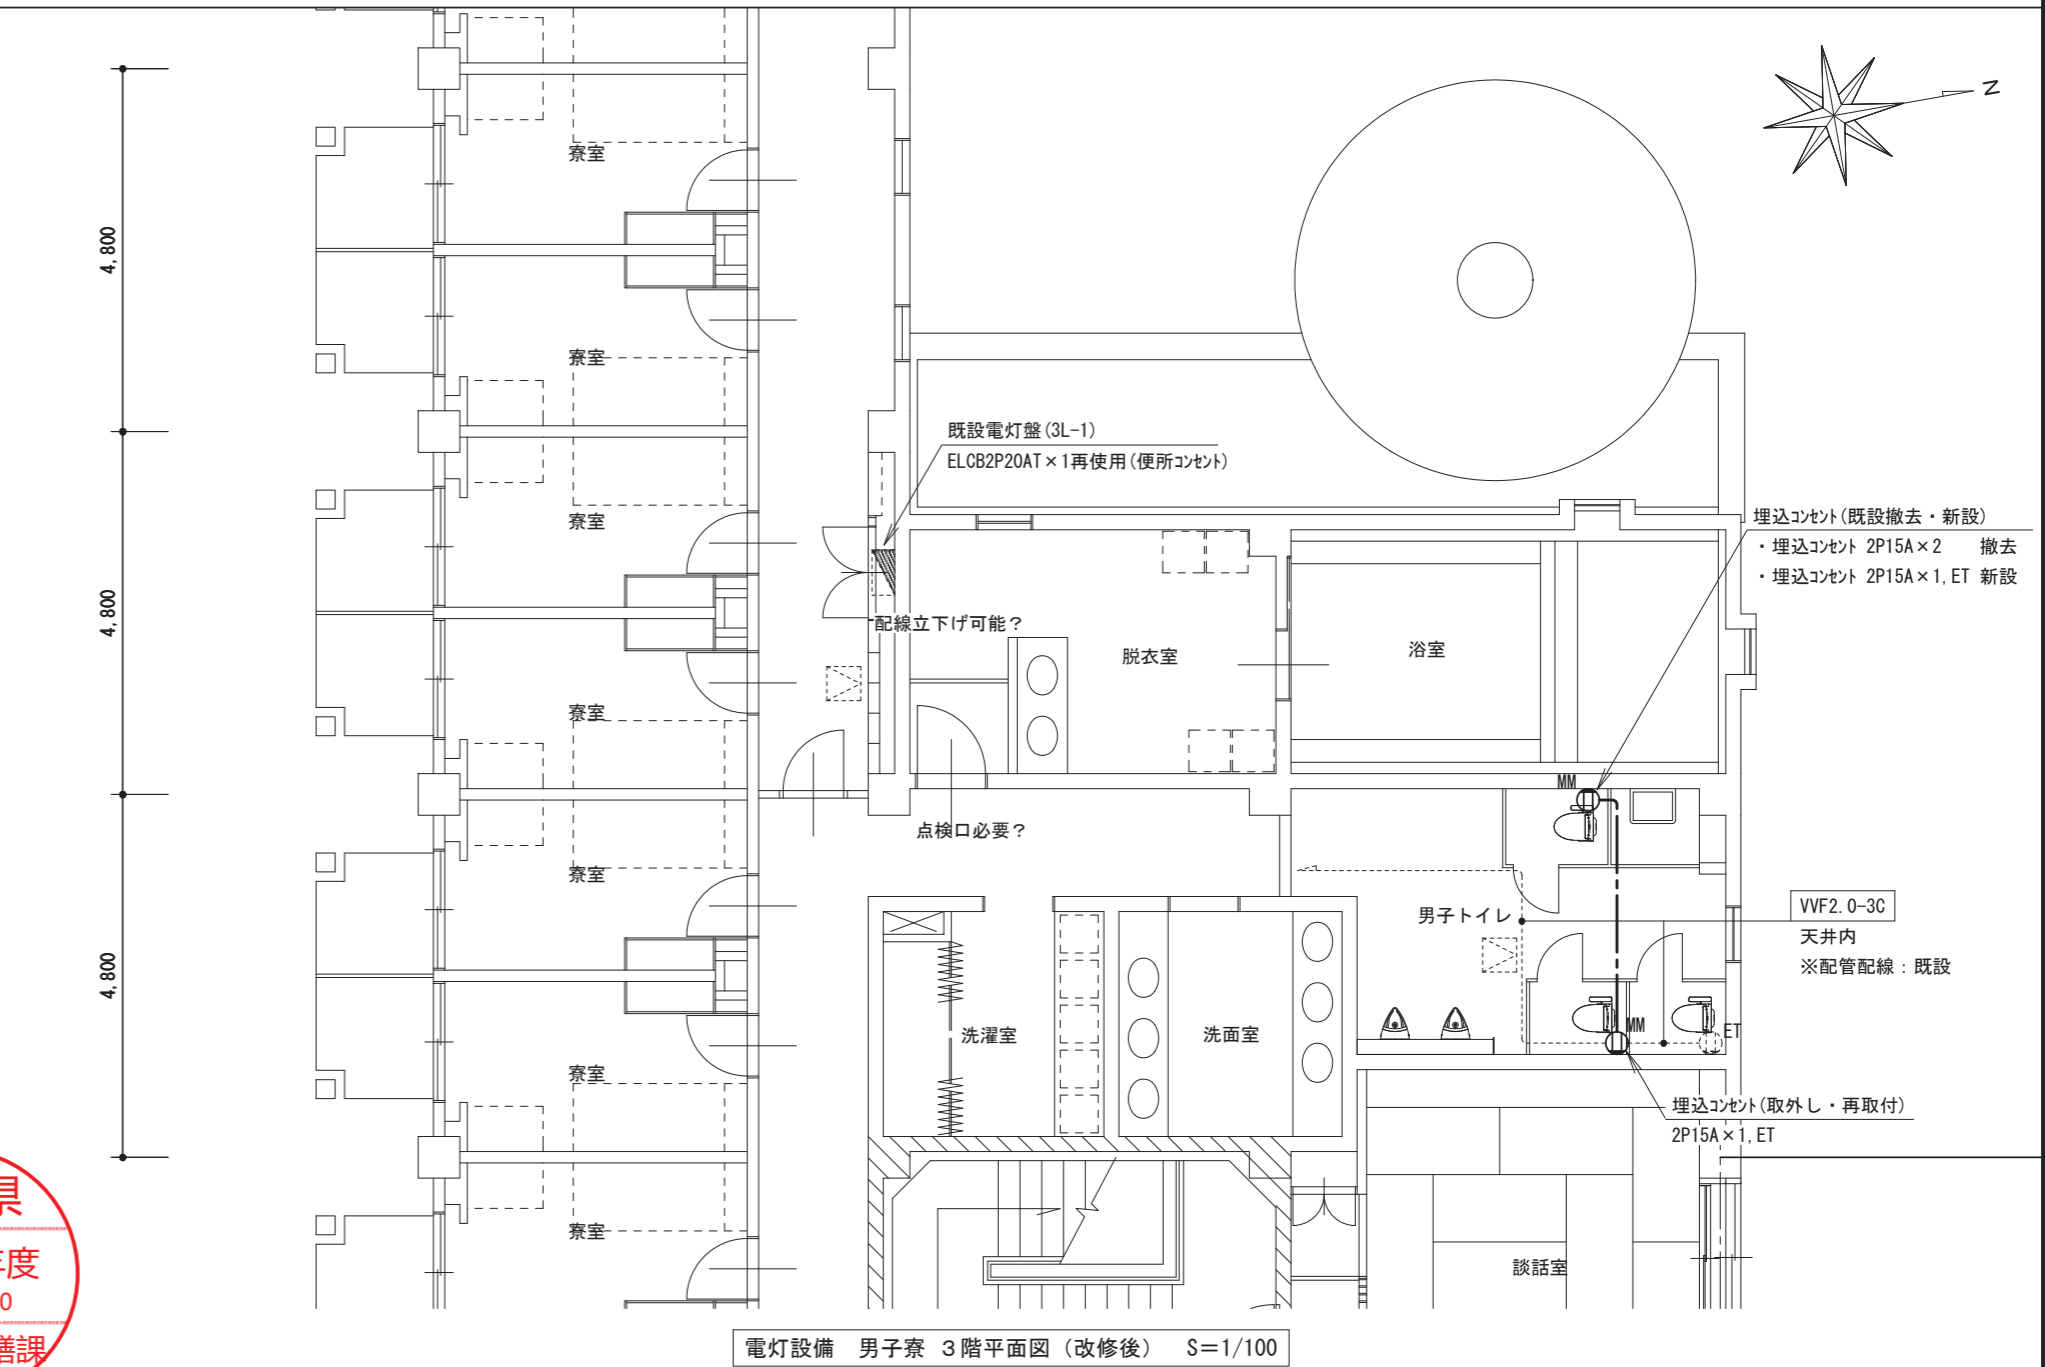 N
4,800
4,800
4,800
寮室
寮室
寮室
寮室
寮室
寮室
寮室
既設電灯盤(3L-1)
ELCB2P20AT×1再使用(便所コンセント)
配線立下げ可能？
脱衣室
浴室
埋込コンセント(既設撤去・新設)
・埋込コンセント 2P15A×2 撤去
・埋込コンセント 2P15A×1,ET 新設
MM
点検口必要？
男子トイレ
VVF2.0-3C
天井内
※配管配線：既設
洗濯室
洗面室
MM
ET
埋込コンセント(取外し・再取付)
2P15A×1,ET
談話室
県
年度
0
繕課
電灯設備 男子寮 3階平面図（改修後） S=1/100